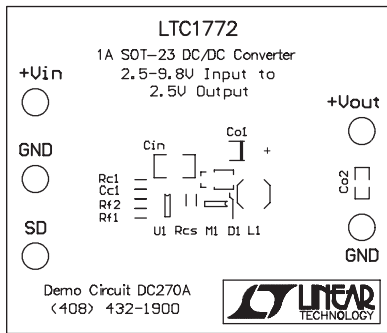 LTC1772
1A SOT-23 DC/DC Converter
2.5-9.8V Input to
2.5V Output
+Vin
+Vout
GND
SD
GND
Cin
Co1
+
Rc1
Cc1
Rf2
Rf1
U1 Rcs M1 D1 L1
Co2
Demo Circuit DC270A
(408) 432-1900
LINEAR
TECHNOLOGY